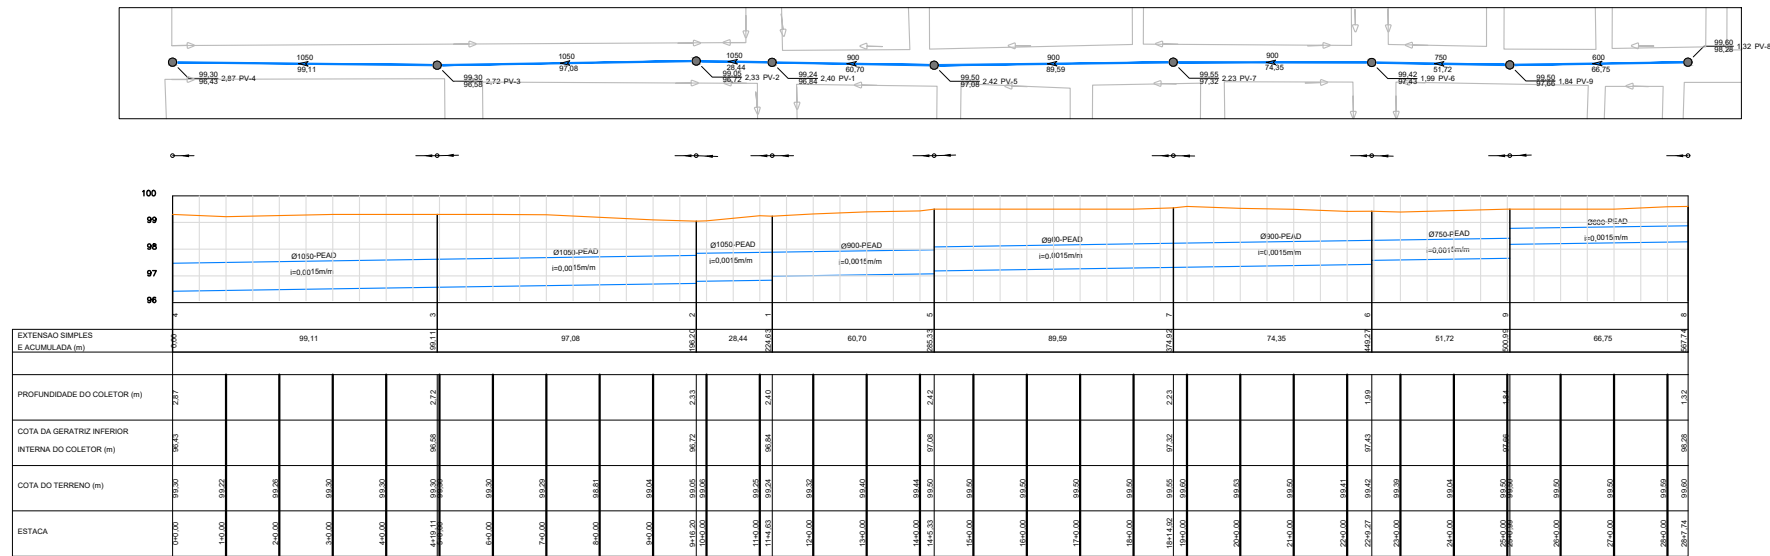 1050
99,11
1050
97,08
1050
28,44
900
60,70
900
89,59
900
74,35
750
51,72
600
66,75
99,30
96,43
2,87 PV-4
99,30
96,58
2,72 PV-3
99,05
96,72
2,33 PV-2
99,24
96,84
2,40 PV-1
99,50
97,08
2,42 PV-5
99,55
97,32
2,23 PV-7
99,42
97,43
1,99 PV-6
99,50
97,66
1,84 PV-9
99,60
98,28
1,32 PV-8
100
99
98
97
96
Ø1050-PEAD
i=0,0015m/m
Ø1050-PEAD
i=0,0015m/m
Ø1050-PEAD
i=0,0015m/m
Ø900-PEAD
i=0,0015m/m
Ø900-PEAD
i=0,0015m/m
Ø900-PEAD
i=0,0015m/m
Ø750-PEAD
i=0,0015m/m
Ø600-PEAD
i=0,0015m/m
4 3 2 1 5 7 6 9 8
EXTENSAO SIMPLES
E ACUMULADA (m)
0,00 99,11 99,11 97,08 196,20 28,44 224,63 60,70 285,33 89,59 374,92 74,35 449,27 51,72 500,99 66,75 567,74
PROFUNDIDADE DO COLETOR (m)
2,87 2,72 2,33 2,40 2,42 2,23 1,99 1,84 1,32
COTA DA GERATRIZ INFERIOR
INTERNA DO COLETOR (m)
96,43 96,58 96,72 96,84 97,08 97,32 97,43 97,66 98,28
COTA DO TERRENO (m)
99,30 99,22 99,26 99,30 99,30 99,30 99,30 99,29 98,81 99,04 99,05 99,06 99,25 99,24 99,32 99,40 99,44 99,50 99,50 99,50 99,50 99,50 99,55 99,60 99,53 99,50 99,41 99,42 99,39 99,04 99,50 99,50 99,50 99,59 99,60
ESTACA
0+0,00 1+0,00 2+0,00 3+0,00 4+0,00 4+19,11 6+0,00 7+0,00 8+0,00 9+0,00 9+16,20 10+0,00 11+0,00 11+4,63 12+0,00 13+0,00 14+0,00 14+5,33 15+0,00 16+0,00 17+0,00 18+0,00 18+14,92 19+0,00 20+0,00 21+0,00 22+0,00 22+9,27 23+0,00 24+0,00 25+0,00 26+0,00 27+0,00 28+0,00 28+7,74